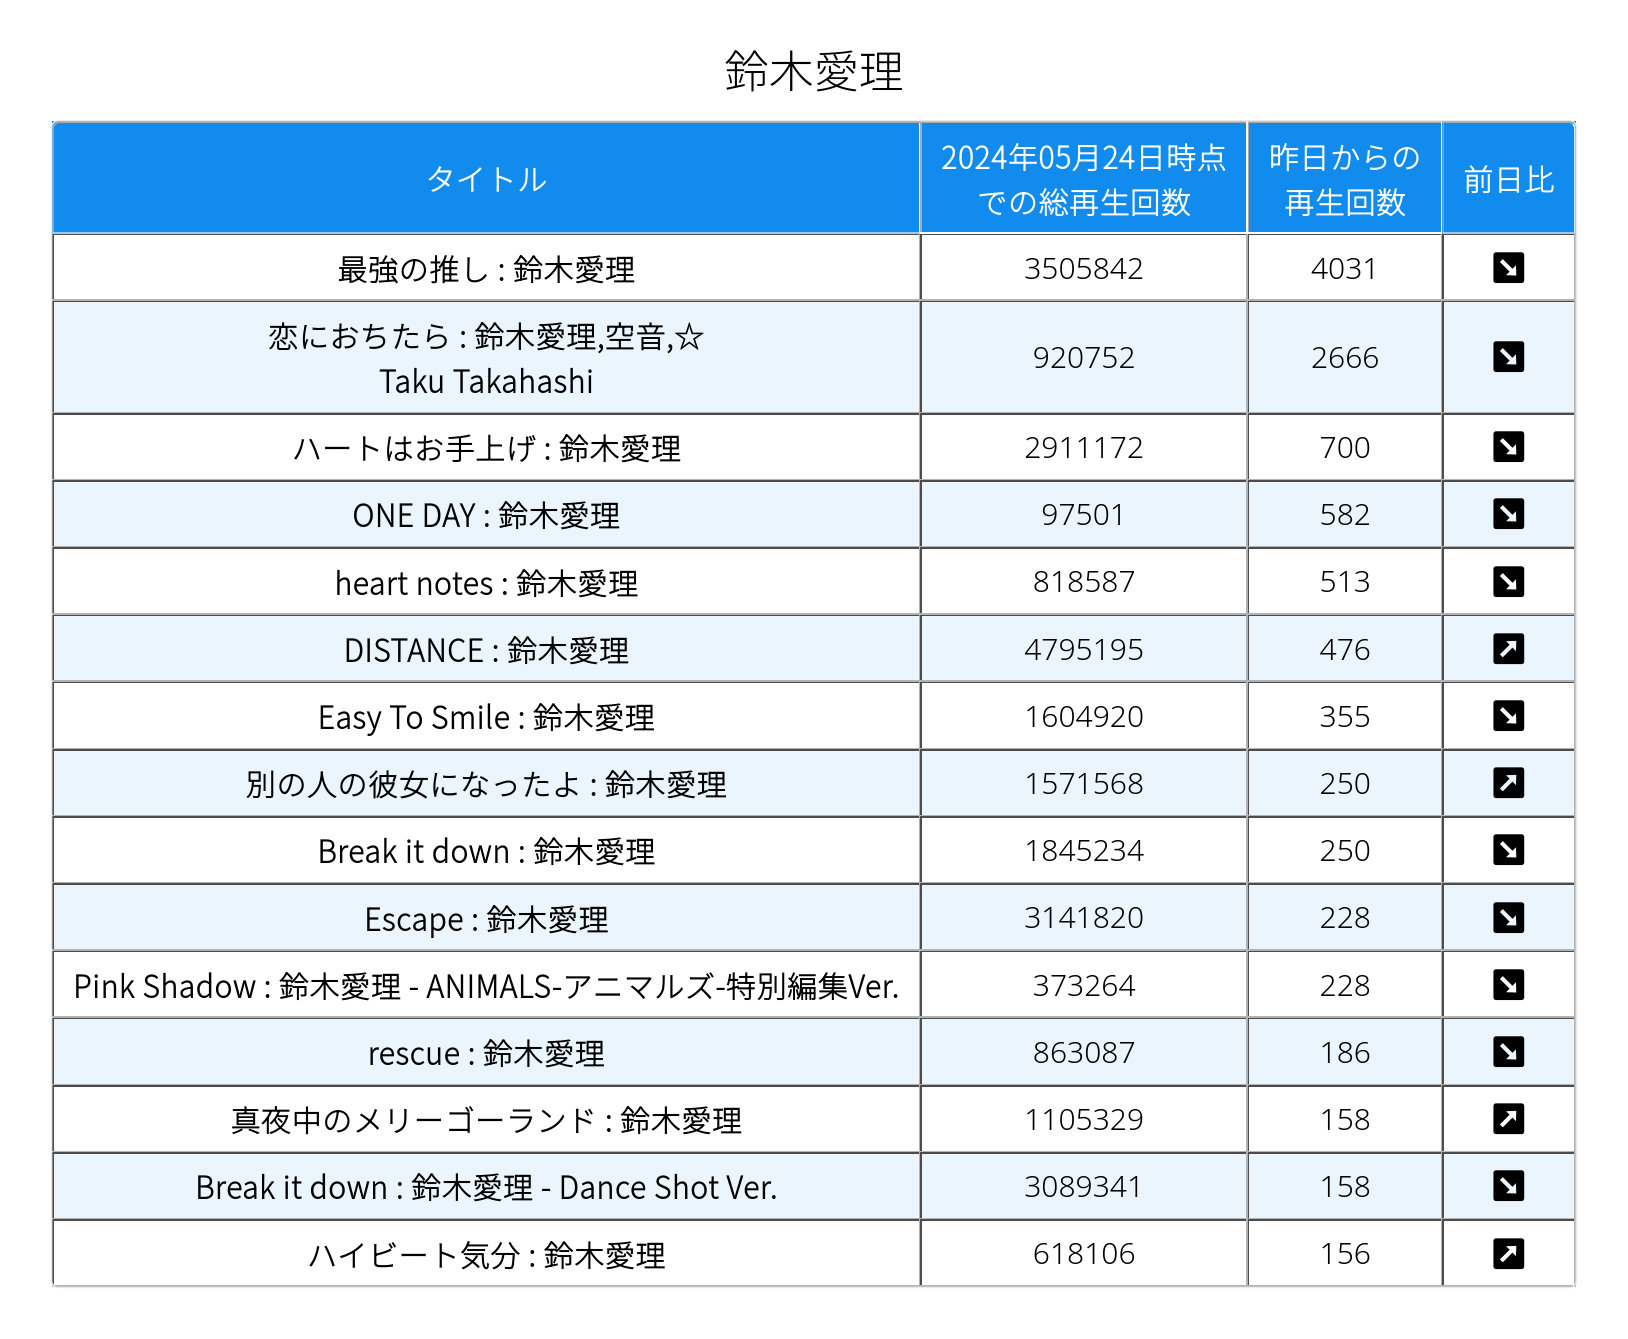 鈴木愛理
タイトル
2024年05月24日時点
での総再生回数
昨日からの
再生回数
前日比
最強の推し : 鈴木愛理 3505842 4031
恋におちたら : 鈴木愛理,空音,☆
Taku Takahashi
920752 2666
ハートはお手上げ : 鈴木愛理 2911172 700
ONE DAY : 鈴木愛理 97501 582
heart notes : 鈴木愛理 818587 513
DISTANCE : 鈴木愛理 4795195 476
Easy To Smile : 鈴木愛理 1604920 355
別の人の彼女になったよ : 鈴木愛理 1571568 250
Break it down : 鈴木愛理 1845234 250
Escape : 鈴木愛理 3141820 228
Pink Shadow : 鈴木愛理 - ANIMALS-アニマルズ-特別編集Ver. 373264 228
rescue : 鈴木愛理 863087 186
真夜中のメリーゴーランド : 鈴木愛理 1105329 158
Break it down : 鈴木愛理 - Dance Shot Ver. 3089341 158
ハイビート気分 : 鈴木愛理 618106 156